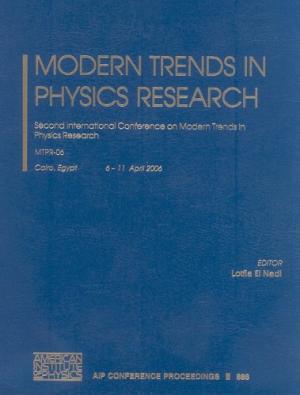 MODERN TRENDS IN
PHYSICS RESEARCH
Second International Conference on Modern Trends in
Physics Research
MTPR-06
Cairo, Egypt 6 – 11 April 2006
EDITOR
Lotfia El Nadi
AMERICAN
INSTITUTE
OF PHYSICS
AIP CONFERENCE PROCEEDINGS 888